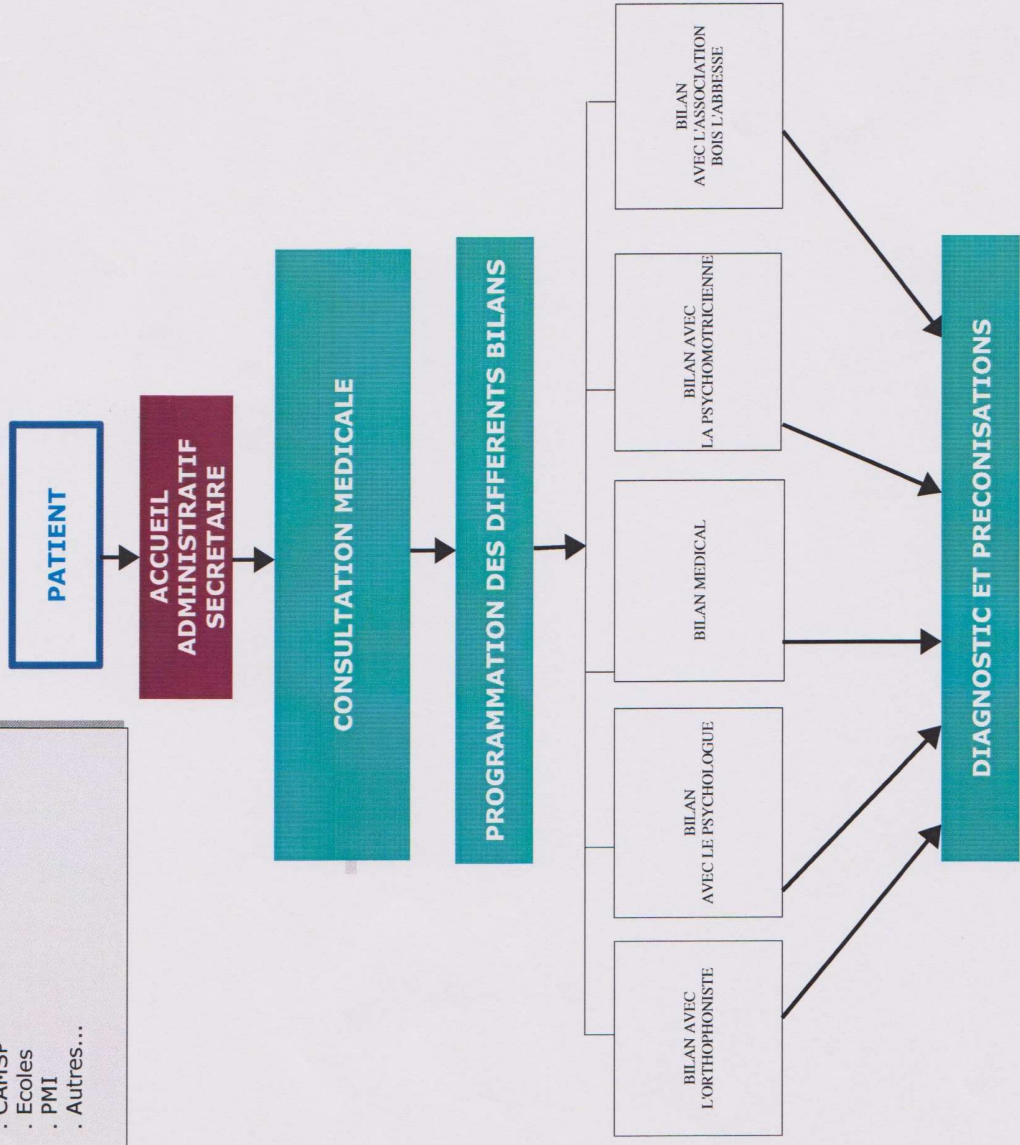 . CAMSP
. Ecoles
. PMI
. Autres...
PATIENT
ACCUEIL
ADMINISTRATIF
SECRETAIRE
CONSULTATION MEDICALE
PROGRAMMATION DES DIFFERENTS BILANS
BILAN AVEC
L'ORTHOPHONISTE
BILAN
AVEC LE PSYCHOLOGUE
BILAN MEDICAL
BILAN AVEC
LA PSYCHOMOTRICIENNE
BILAN
AVEC L'ASSOCIATION
BOIS L'ABBESSE
DIAGNOSTIC ET PRECONISATIONS